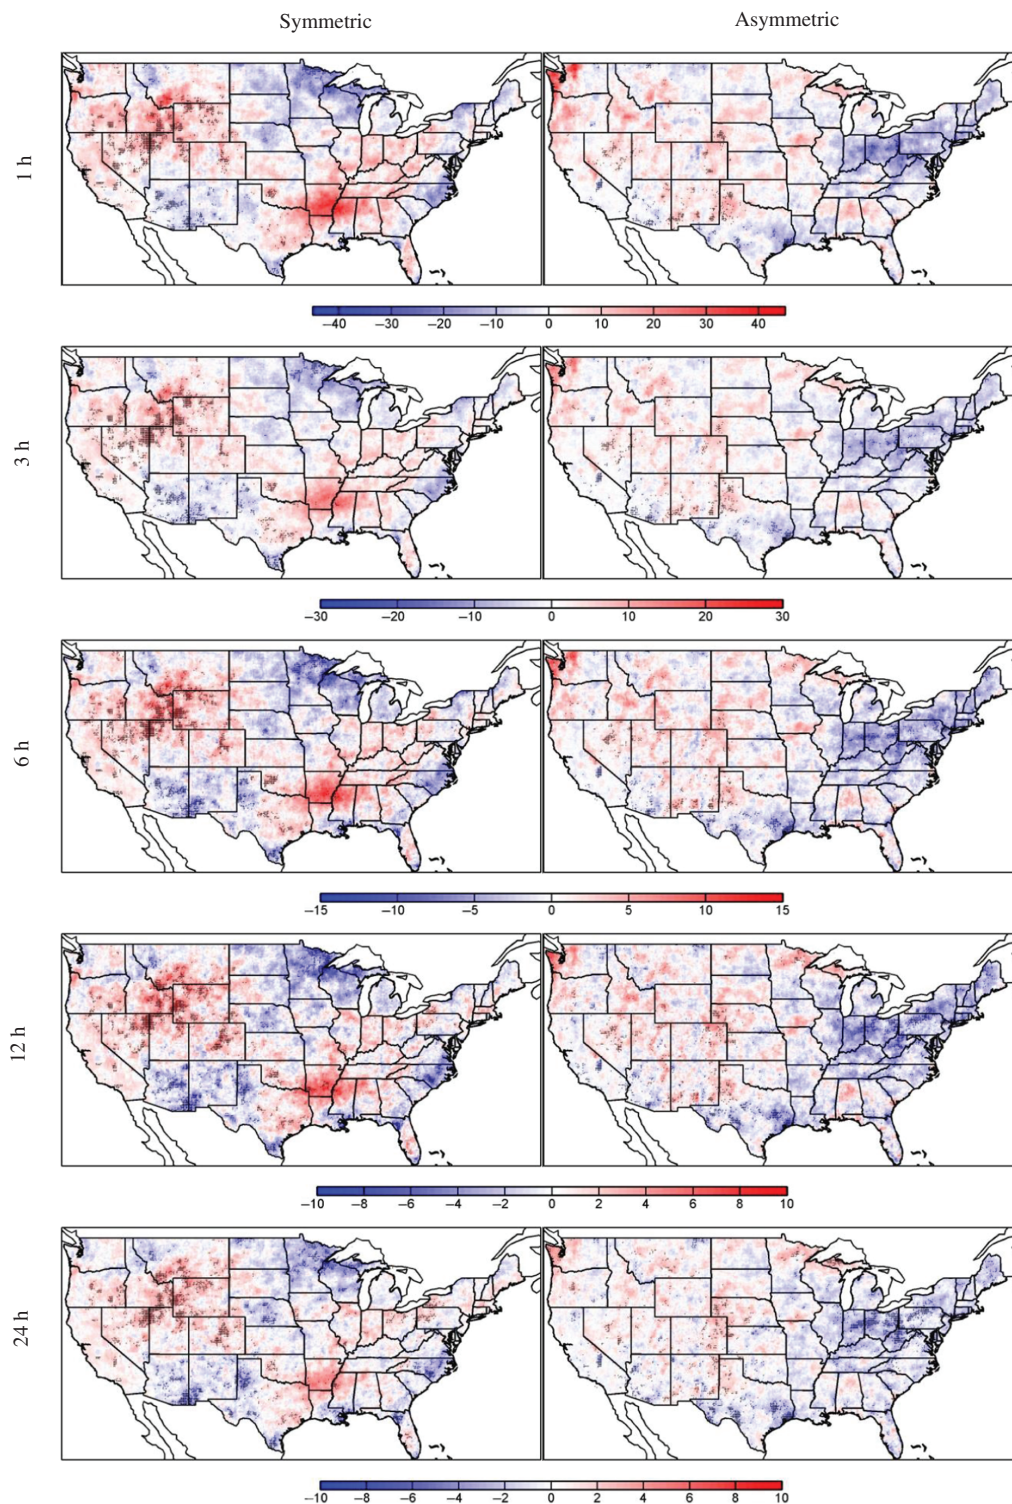 Symmetric Asymmetric
1 h
−40 −30 −20 −10 0 10 20 30 40
3 h
−30 −20 −10 0 10 20 30
6 h
−15 −10 −5 0 5 10 15
12 h
−10 −8 −6 −4 −2 0 2 4 6 8 10
24 h
−10 −8 −6 −4 −2 0 2 4 6 8 10